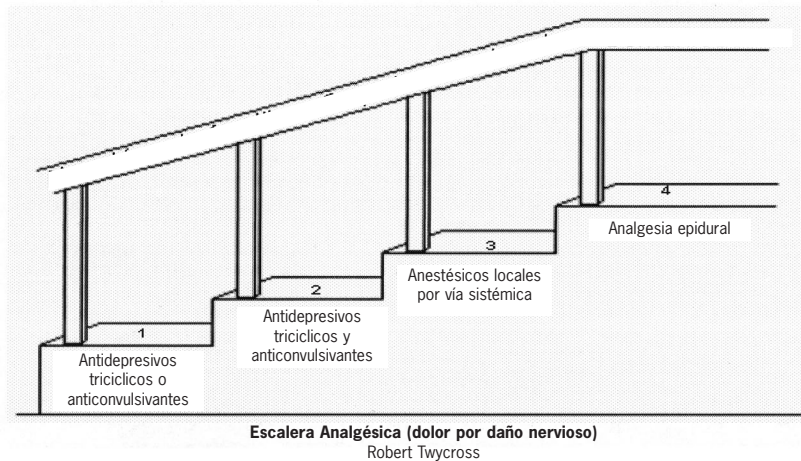 1
Antidepresivos
triciclicos o
anticonvulsivantes
2
Antidepresivos
triciclicos y
anticonvulsivantes
3
Anestésicos locales
por vía sistémica
4
Analgesia epidural
Escalera Analgésica (dolor por daño nervioso)
Robert Twycross